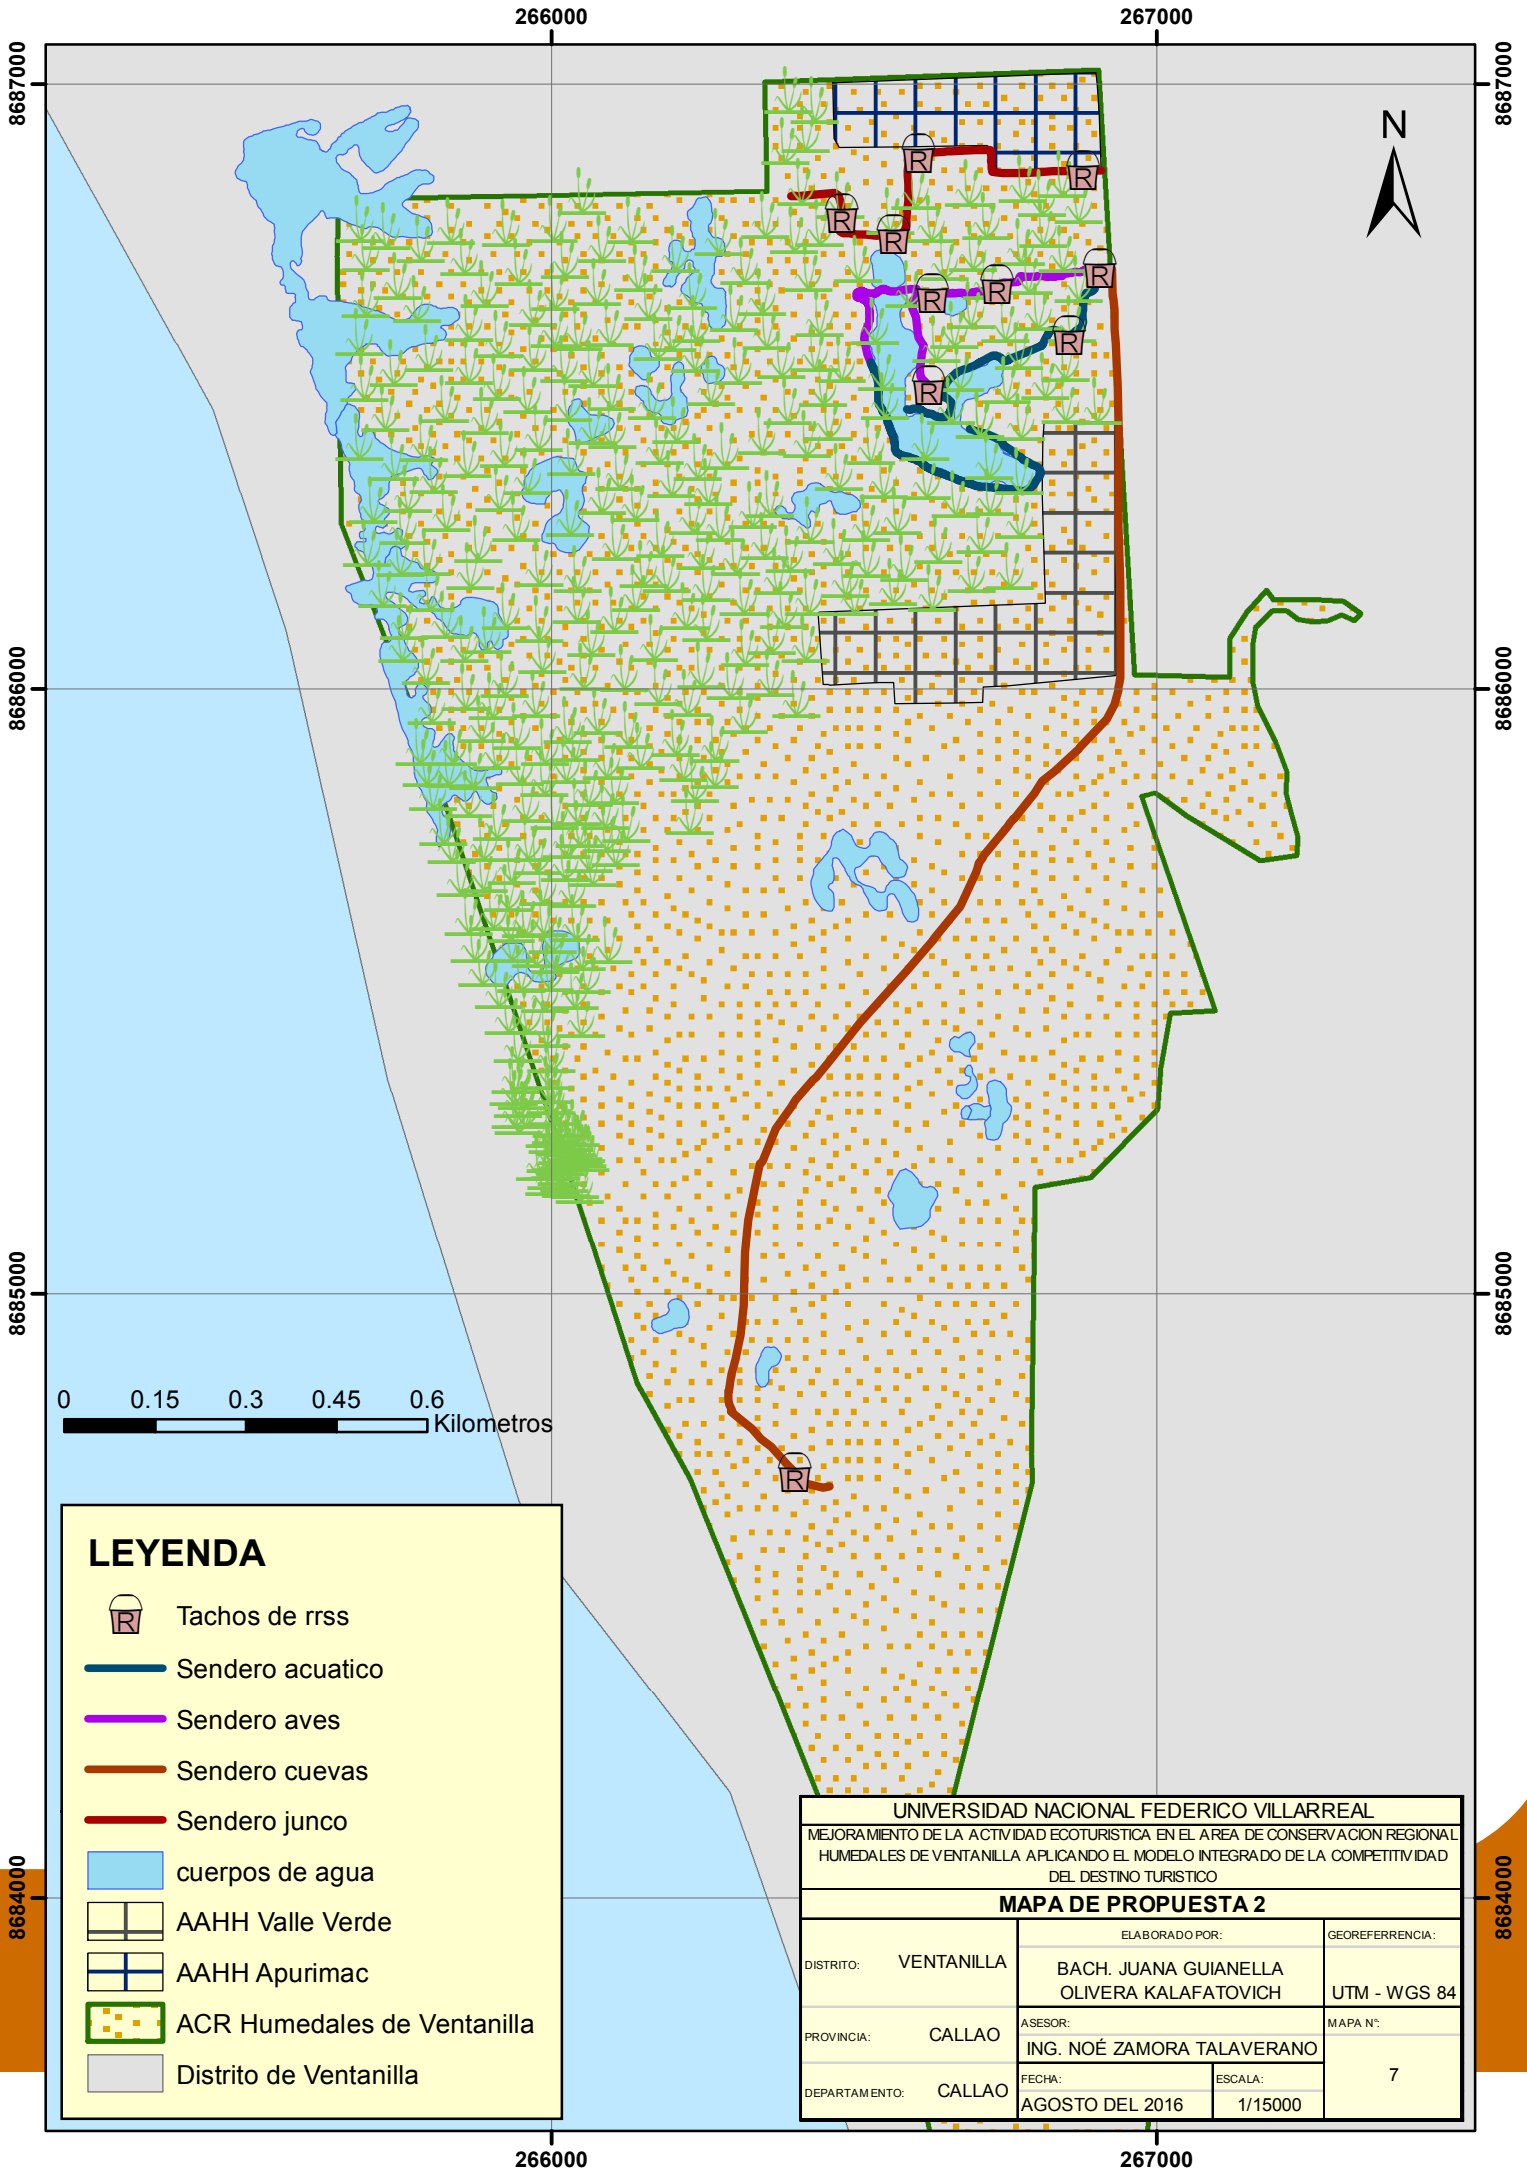 266000
267000
8687000
8687000
N
R
R
R
R
R
R
R
R
R
8686000
8686000
8685000
8685000
0 0.15 0.3 0.45 0.6
Kilometros
R
LEYENDA
R Tachos de rrss
Sendero acuatico
Sendero aves
Sendero cuevas
Sendero junco
cuerpos de agua
AAHH Valle Verde
AAHH Apurimac
ACR Humedales de Ventanilla
Distrito de Ventanilla
8684000
8684000
UNIVERSIDAD NACIONAL FEDERICO VILLARREAL
MEJORAMIENTO DE LA ACTIVIDAD ECOTURISTICA EN EL AREA DE CONSERVACION REGIONAL
HUMEDALES DE VENTANILLA APLICANDO EL MODELO INTEGRADO DE LA COMPETITIVIDAD
DEL DESTINO TURISTICO
MAPA DE PROPUESTA 2
DISTRITO: VENTANILLA
ELABORADO POR:
BACH. JUANA GUIANELLA
OLIVERA KALAFATOVICH
GEOREFERRENCIA:
UTM - WGS 84
PROVINCIA: CALLAO
ASESOR:
ING. NOÉ ZAMORA TALAVERANO
MAPA N°:
7
DEPARTAMENTO: CALLAO
FECHA:
AGOSTO DEL 2016
ESCALA:
1/15000
266000
267000